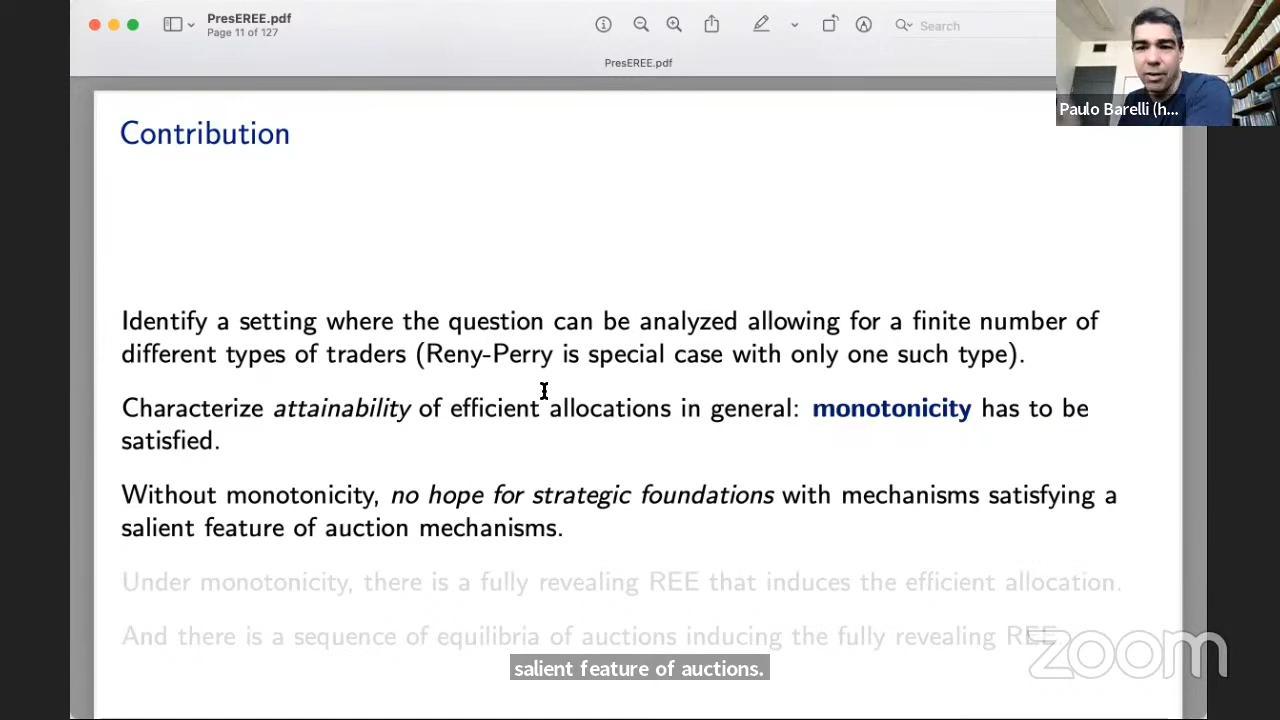 PresEREE.pdf
Page 11 of 127
Search
PresEREE.pdf
Paulo Barelli (h...
Contribution
Identify a setting where the question can be analyzed allowing for a finite number of
different types of traders (Reny-Perry is special case with only one such type).
Characterize attainability of efficient allocations in general: monotonicity has to be
satisfied.
Without monotonicity, no hope for strategic foundations with mechanisms satisfying a
salient feature of auction mechanisms.
Under monotonicity, there is a fully revealing REE that induces the efficient allocation.
And there is a sequence of equilibria of auctions inducing the fully revealing REE.
zoom
salient feature of auctions.